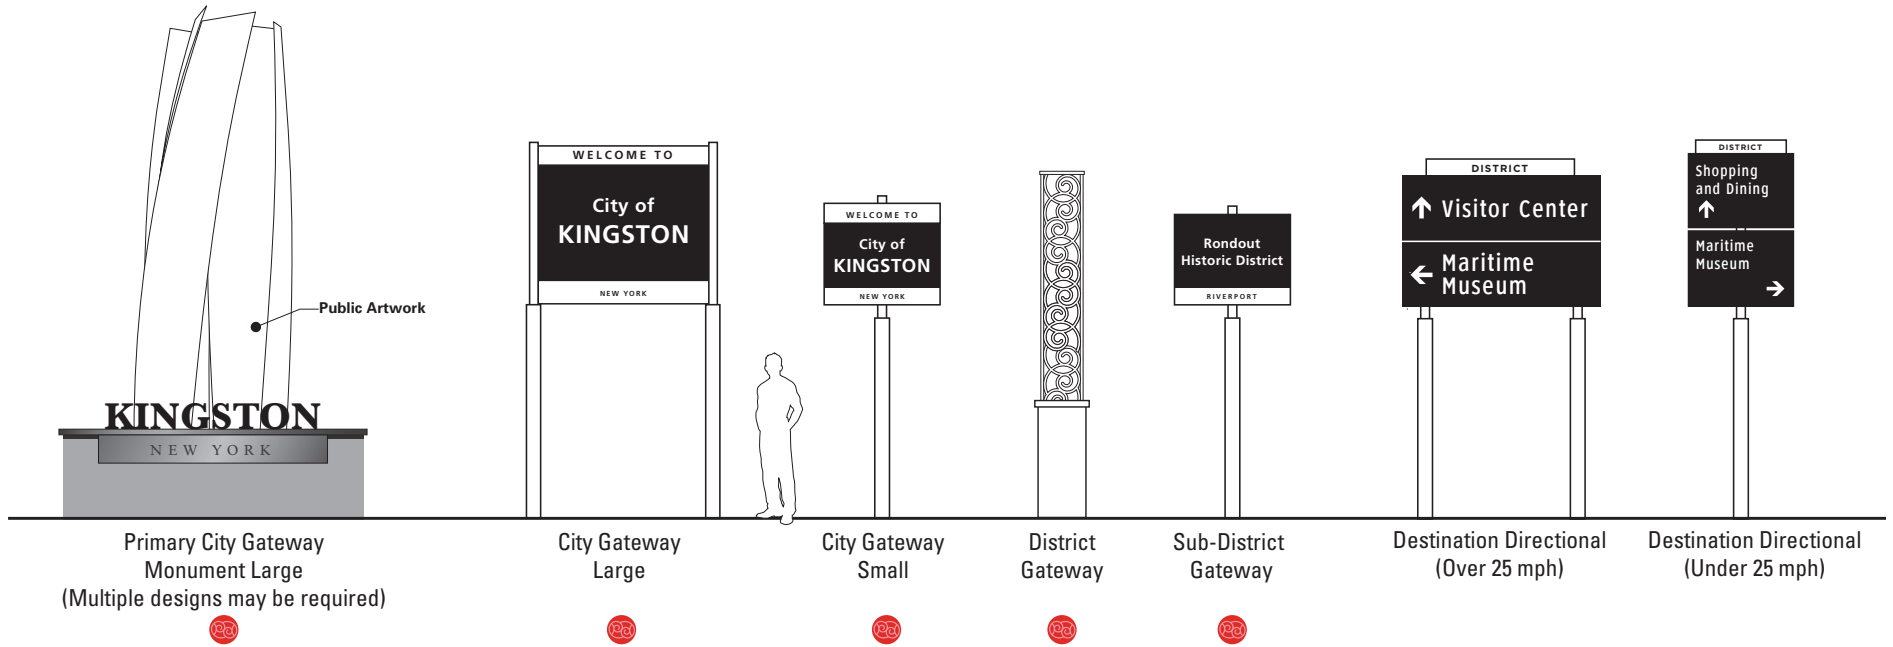 Public Artwork
KINGSTON
NEW YORK
WELCOME TO
City of
KINGSTON
NEW YORK
WELCOME TO
City of
KINGSTON
NEW YORK
Rondout
Historic District
RIVERPORT
DISTRICT
Visitor Center
Maritime
Museum
DISTRICT
Shopping
and Dining
Maritime
Museum
Primary City Gateway
Monument Large
(Multiple designs may be required)
City Gateway
Large
City Gateway
Small
District
Gateway
Sub-District
Gateway
Destination Directional
(Over 25 mph)
Destination Directional
(Under 25 mph)